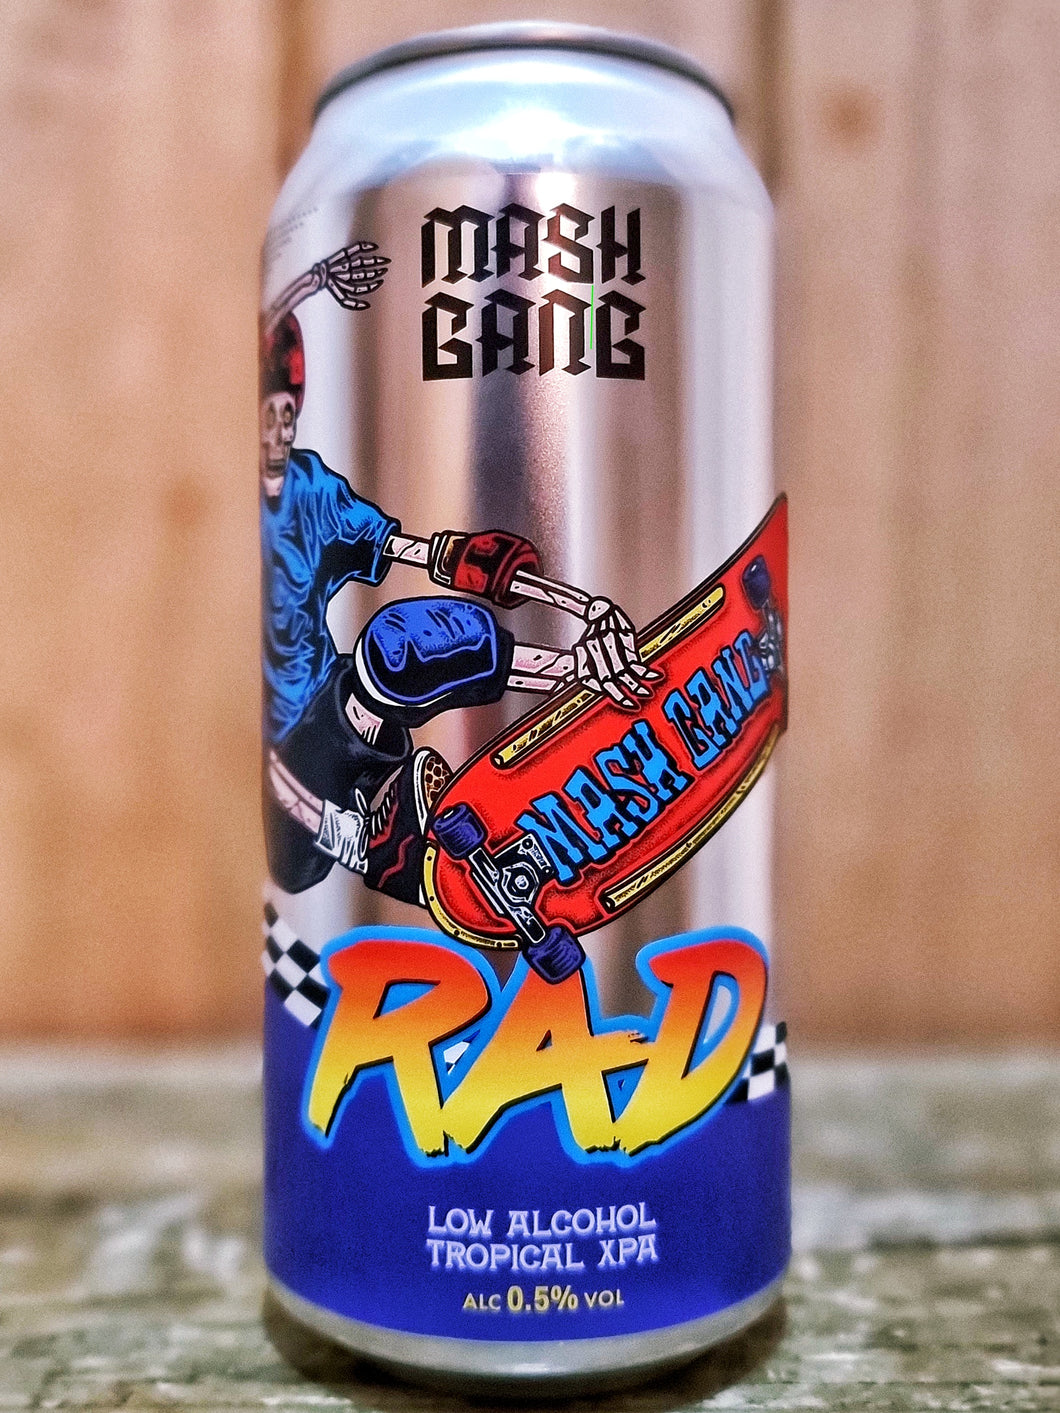 MASH
GANG
MASH GANG
RAD
LOW ALCOHOL
TROPICAL XPA
ALC 0.5% VOL